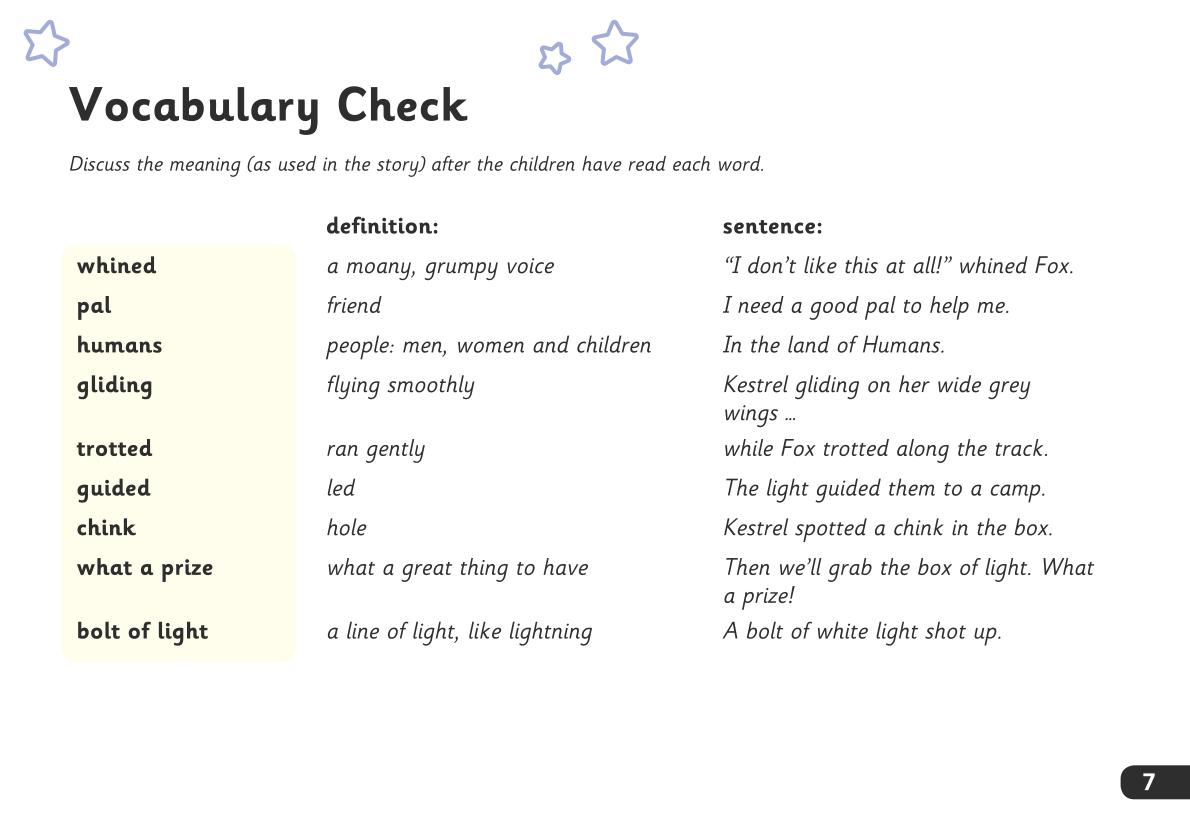 Vocabulary Check
Discuss the meaning (as used in the story) after the children have read each word.
definition: sentence:
whined a moany, grumpy voice “I don’t like this at all!” whined Fox.
pal friend I need a good pal to help me.
humans people: men, women and children In the land of Humans.
gliding flying smoothly Kestrel gliding on her wide grey
wings ...
trotted ran gently while Fox trotted along the track.
guided led The light guided them to a camp.
chink hole Kestrel spotted a chink in the box.
what a prize what a great thing to have Then we’ll grab the box of light. What
a prize!
bolt of light a line of light, like lightning A bolt of white light shot up.
7